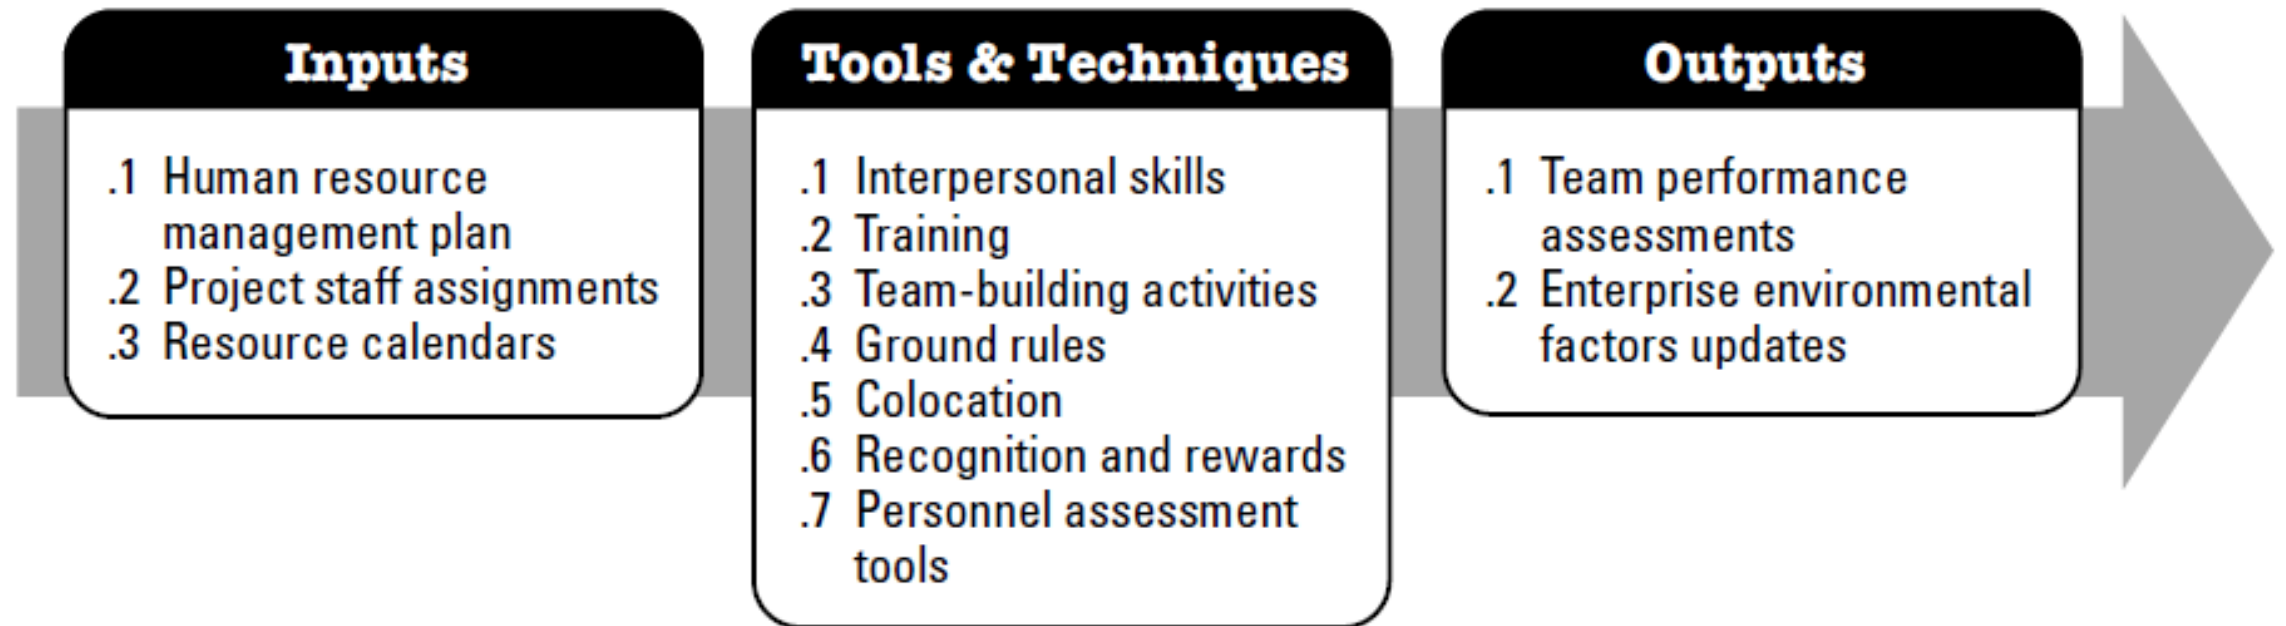 Inputs
.1 Human resource
management plan
.2 Project staff assignments
.3 Resource calendars
Tools & Techniques
.1 Interpersonal skills
.2 Training
.3 Team-building activities
.4 Ground rules
.5 Colocation
.6 Recognition and rewards
.7 Personnel assessment
tools
Outputs
.1 Team performance
assessments
.2 Enterprise environmental
factors updates